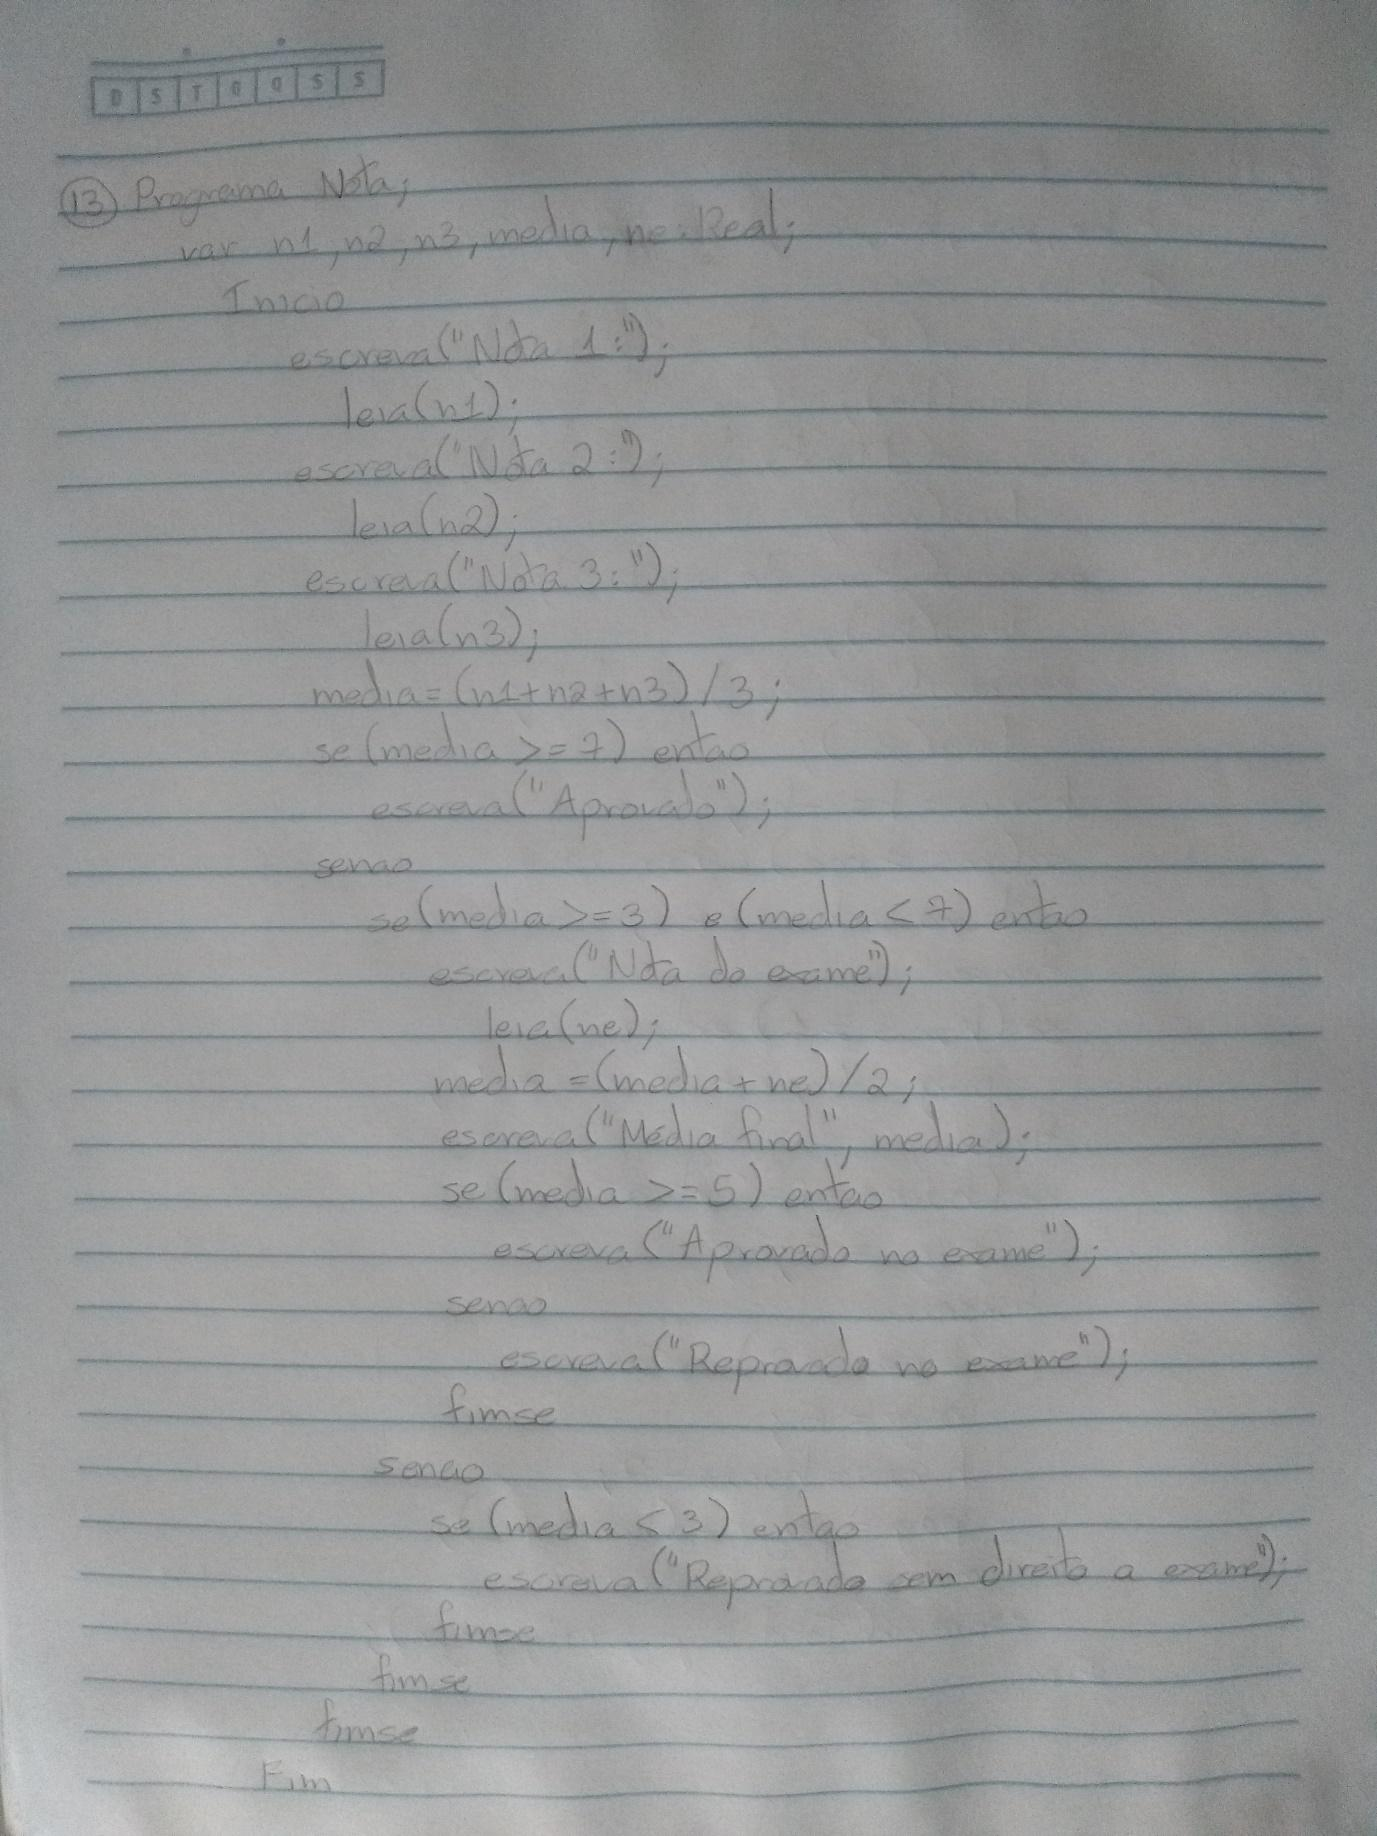 D S T Q Q S S
13 Programa Nota;
var n1, n2, n3, media, ne: Real;
Inicio
escreva("Nota 1:");
leia(n1);
escreva("Nota 2:");
leia(n2);
escreva("Nota 3:");
leia(n3);
media=(n1+n2+n3)/3;
se(media >=7) entao
escreva("Aprovado");
senao
se(media >=3) e (media < 7) entao
escreva("Nota do exame");
leia(ne);
media =(media + ne)/2;
escreva("Média final", media);
se (media >=5) entao
escreva("Aprovado no exame");
senao
escreva("Reprovado no exame");
fimse
senao
se (media < 3) entao
escreva("Reprovado sem direito a exame");
fimse
fimse
fimse
Fim